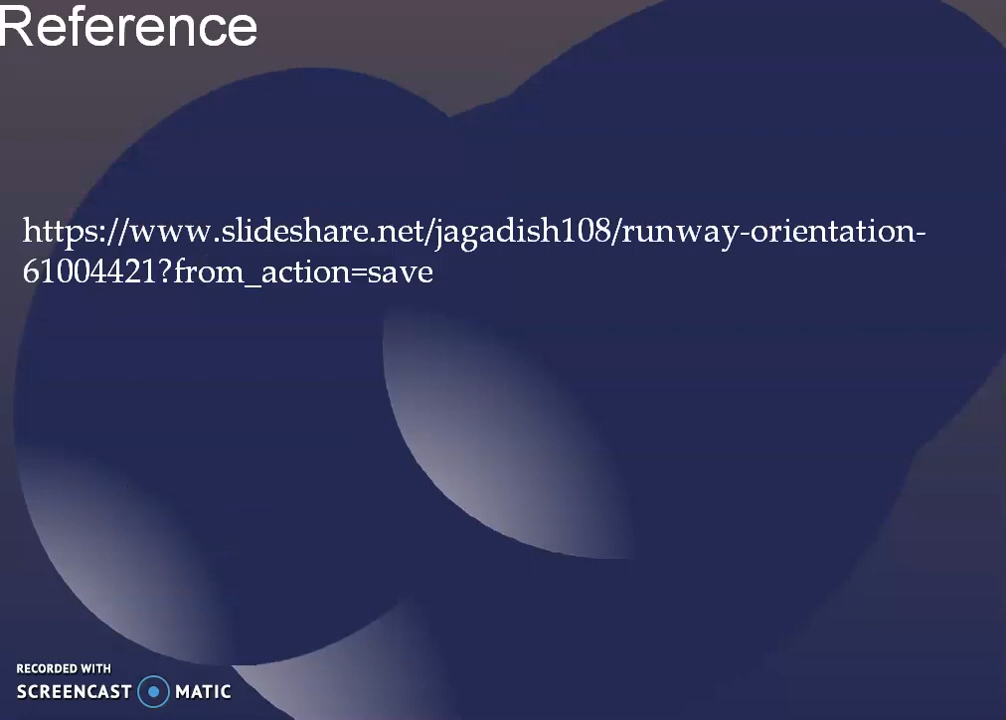 Reference
https://www.slideshare.net/jagadish108/runway-orientation-
61004421?from_action=save
RECORDED WITH
SCREENCAST MATIC